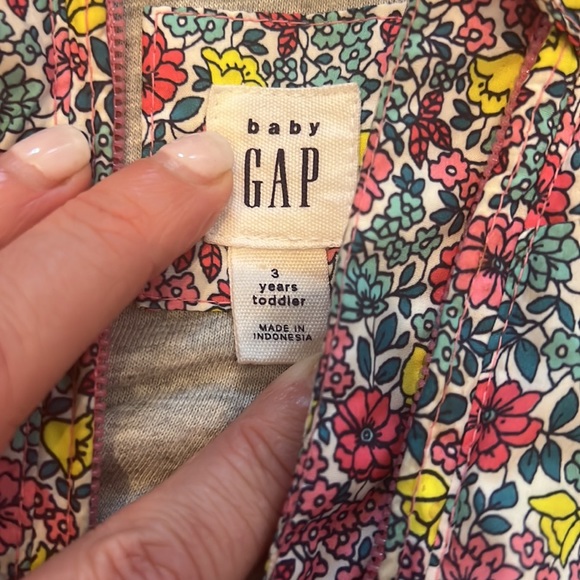 baby
GAP
3
years
toddler
MADE IN
INDONESIA